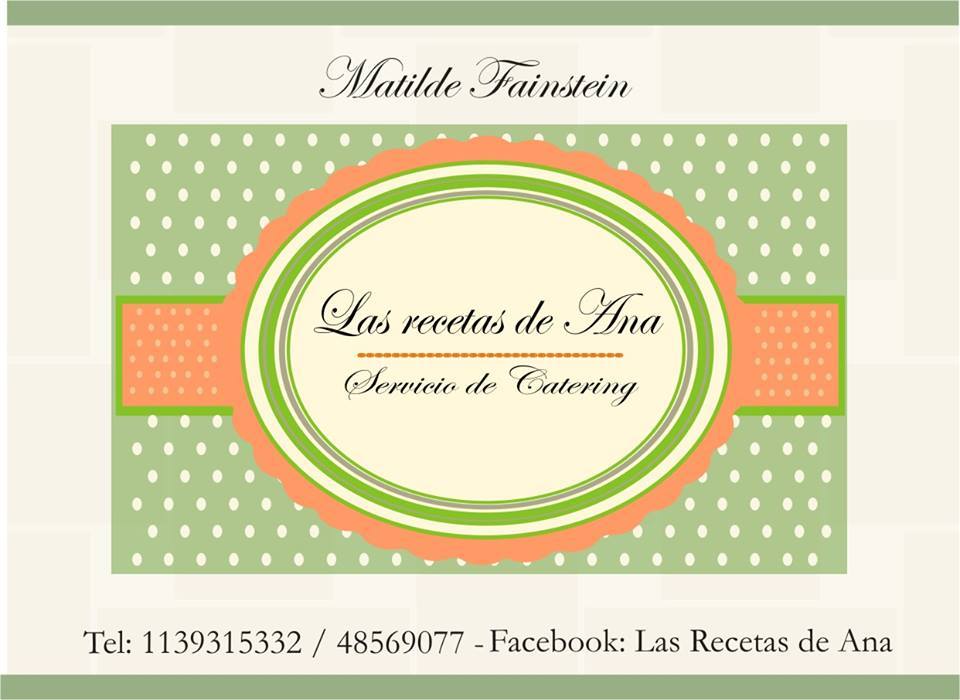 Matilde Fainstein
Las recetas de Ana
Servicio de Catering
Tel: 1139315332 / 48569077 - Facebook: Las Recetas de Ana